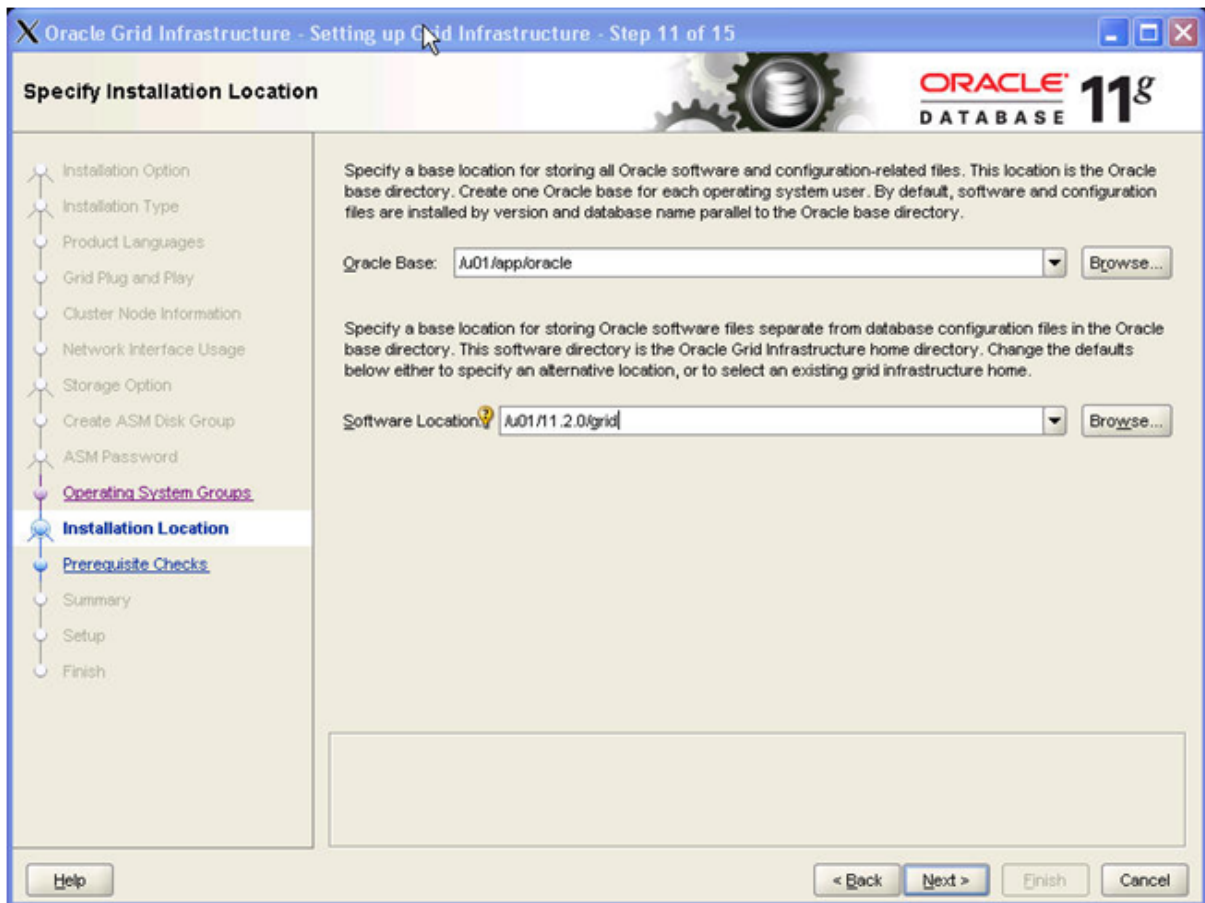 Oracle Grid Infrastructure - Setting up Grid Infrastructure - Step 11 of 15
Specify Installation Location
ORACLE
DATABASE
11g
Installation Option
Installation Type
Product Languages
Grid Plug and Play
Cluster Node Information
Network Interface Usage
Storage Option
Create ASM Disk Group
ASM Password
Operating System Groups
Installation Location
Prerequisite Checks
Summary
Setup
Finish
Specify a base location for storing all Oracle software and configuration-related files. This location is the Oracle
base directory. Create one Oracle base for each operating system user. By default, software and configuration
files are installed by version and database name parallel to the Oracle base directory.
Oracle Base: /u01/app/oracle Browse...
Specify a base location for storing Oracle software files separate from database configuration files in the Oracle
base directory. This software directory is the Oracle Grid Infrastructure home directory. Change the defaults
below either to specify an alternative location, or to select an existing grid infrastructure home.
Software Location: /u01/11.2.0/grid Browse...
Help < Back Next > Finish Cancel